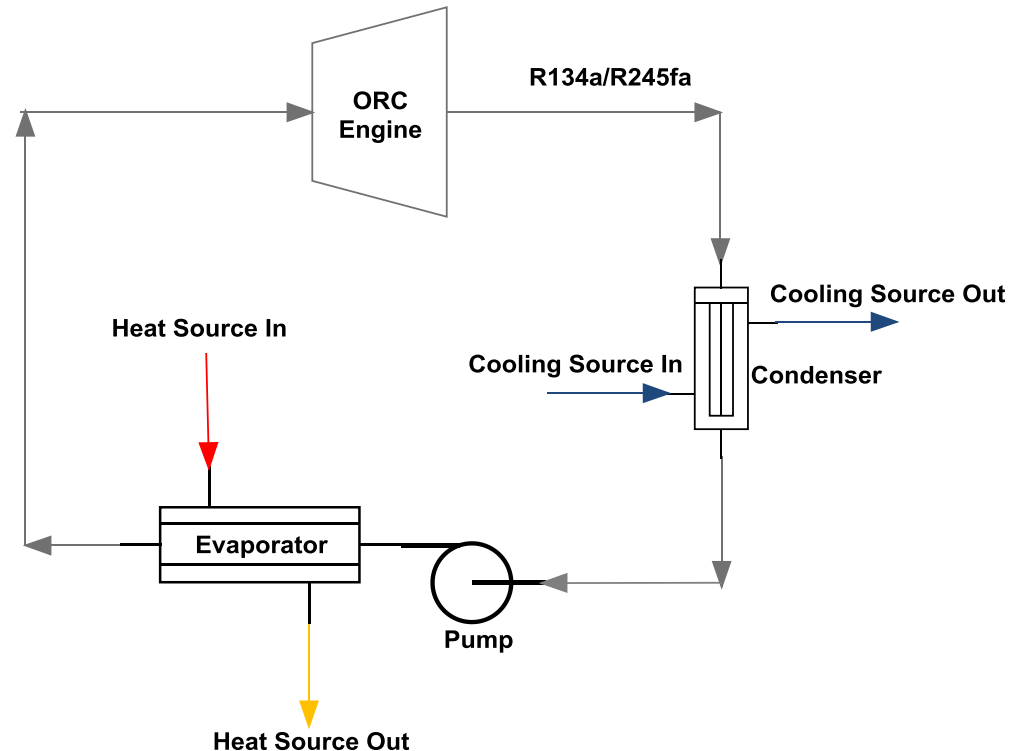 R134a/R245fa
ORC
Engine
Cooling Source Out
Heat Source In
Cooling Source In
Condenser
Evaporator
Pump
Heat Source Out